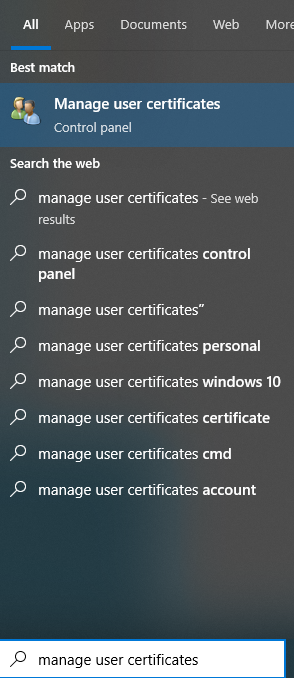 All Apps Documents Web More
Best match
Manage user certificates
Control panel
Search the web
manage user certificates - See web
results
manage user certificates control
panel
manage user certificates”
manage user certificates personal
manage user certificates windows 10
manage user certificates certificate
manage user certificates cmd
manage user certificates account
manage user certificates